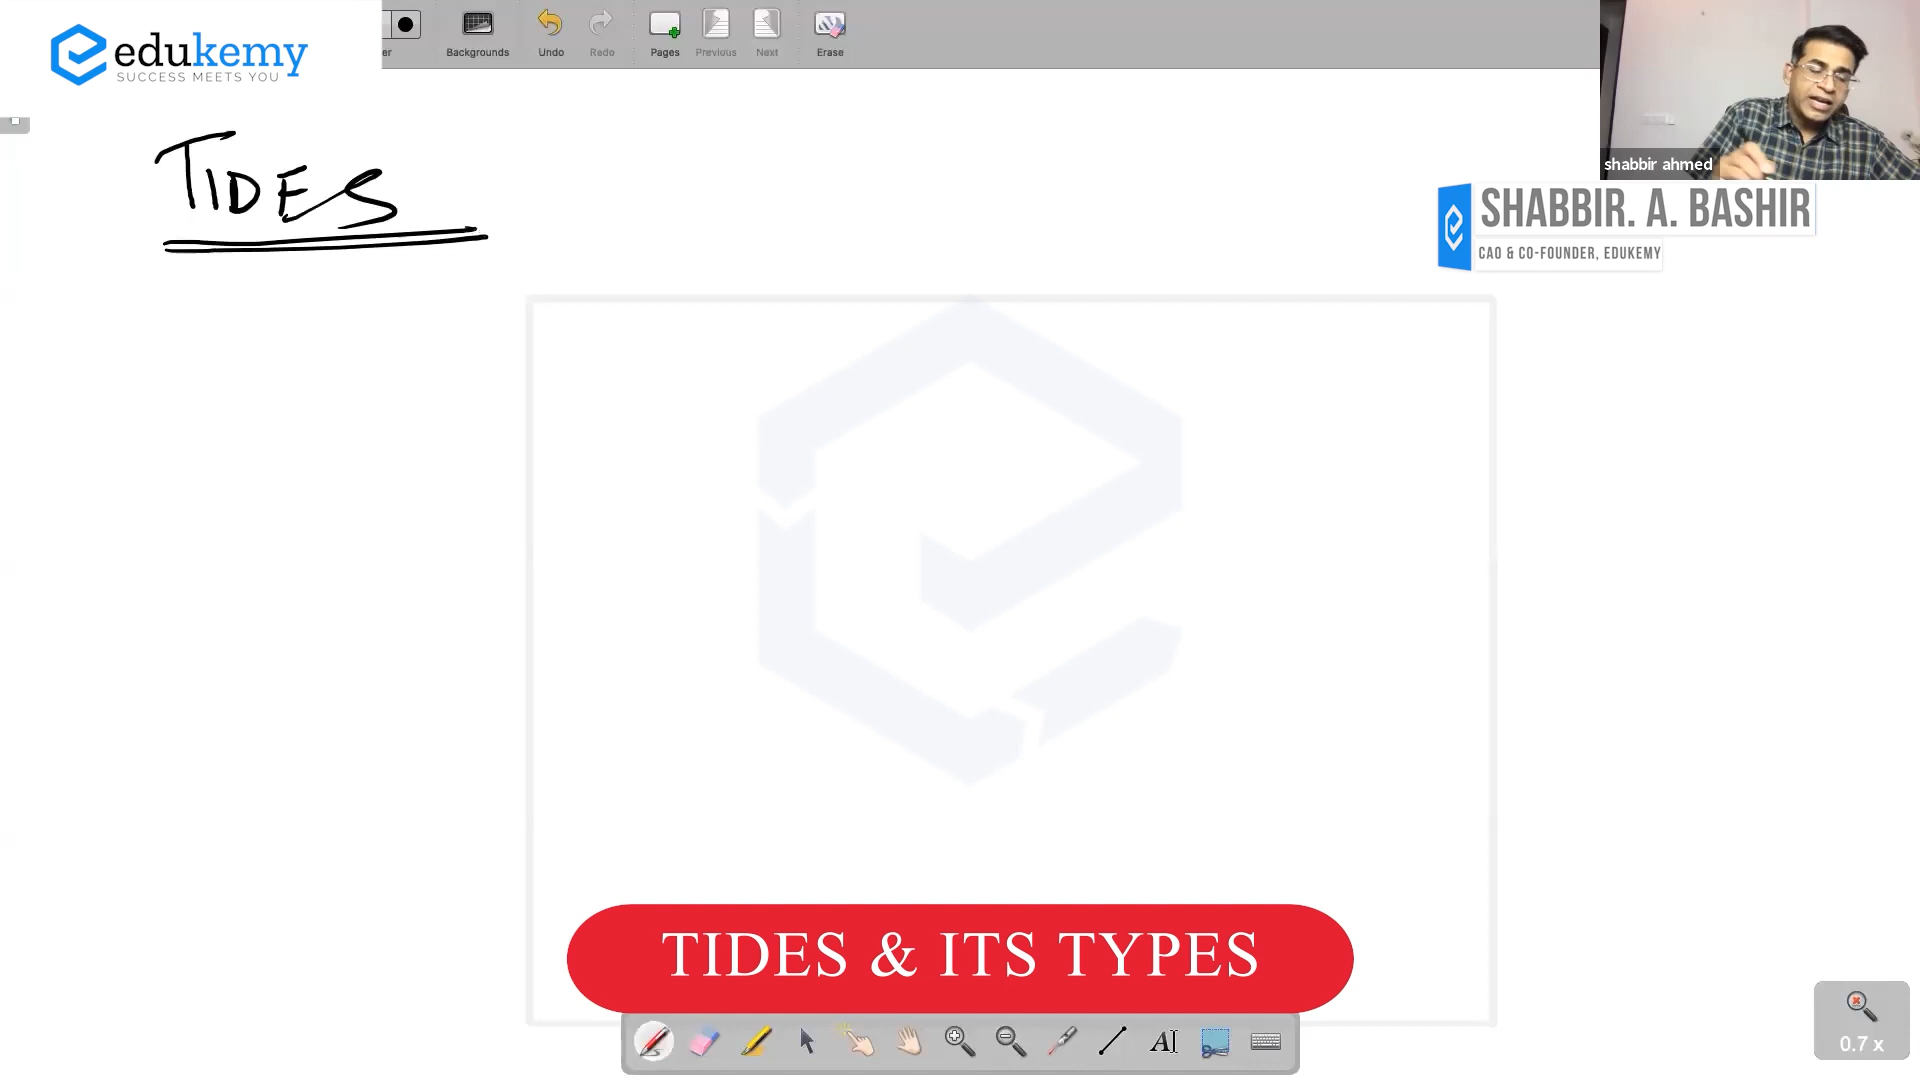 edukemy
SUCCESS MEETS YOU
er
Backgrounds
Undo
Redo
Pages
Previous
Next
Erase
shabbir ahmed
TIDES
SHABBIR. A. BASHIR
CAO & CO-FOUNDER, EDUKEMY
TIDES & ITS TYPES
0.7 x